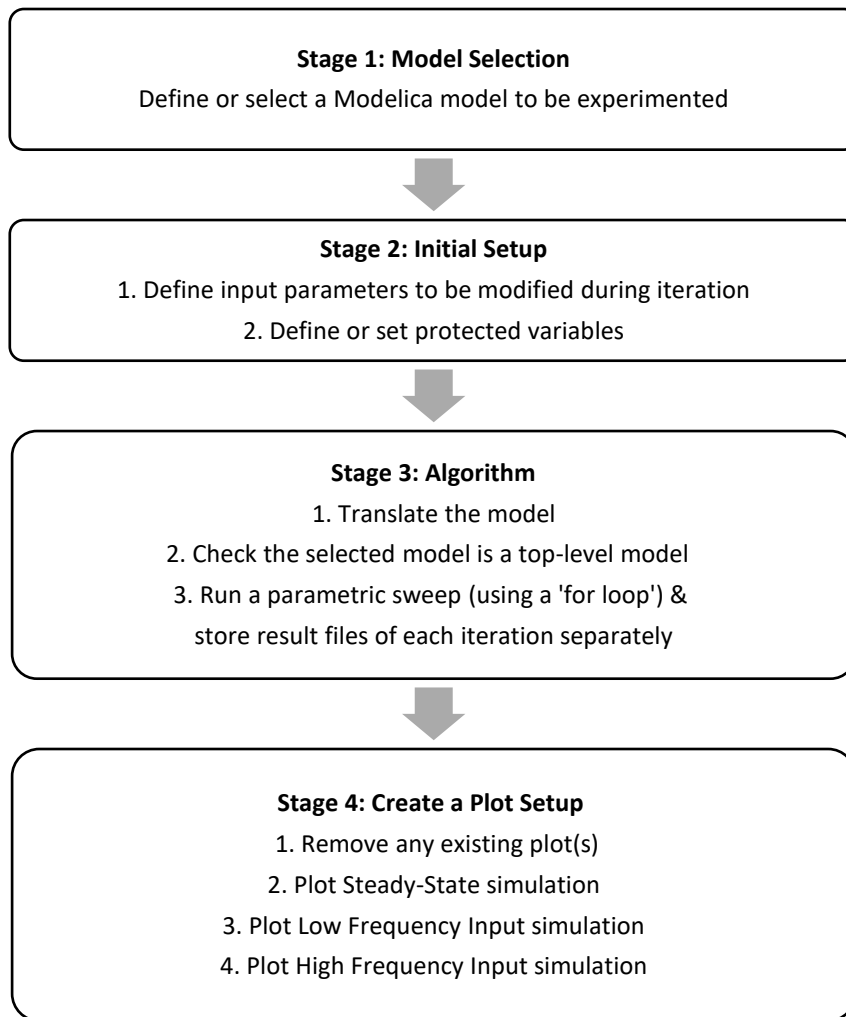 Stage 1: Model Selection
Define or select a Modelica model to be experimented
Stage 2: Initial Setup
1. Define input parameters to be modified during iteration
2. Define or set protected variables
Stage 3: Algorithm
1. Translate the model
2. Check the selected model is a top-level model
3. Run a parametric sweep (using a 'for loop') &
store result files of each iteration separately
Stage 4: Create a Plot Setup
1. Remove any existing plot(s)
2. Plot Steady-State simulation
3. Plot Low Frequency Input simulation
4. Plot High Frequency Input simulation